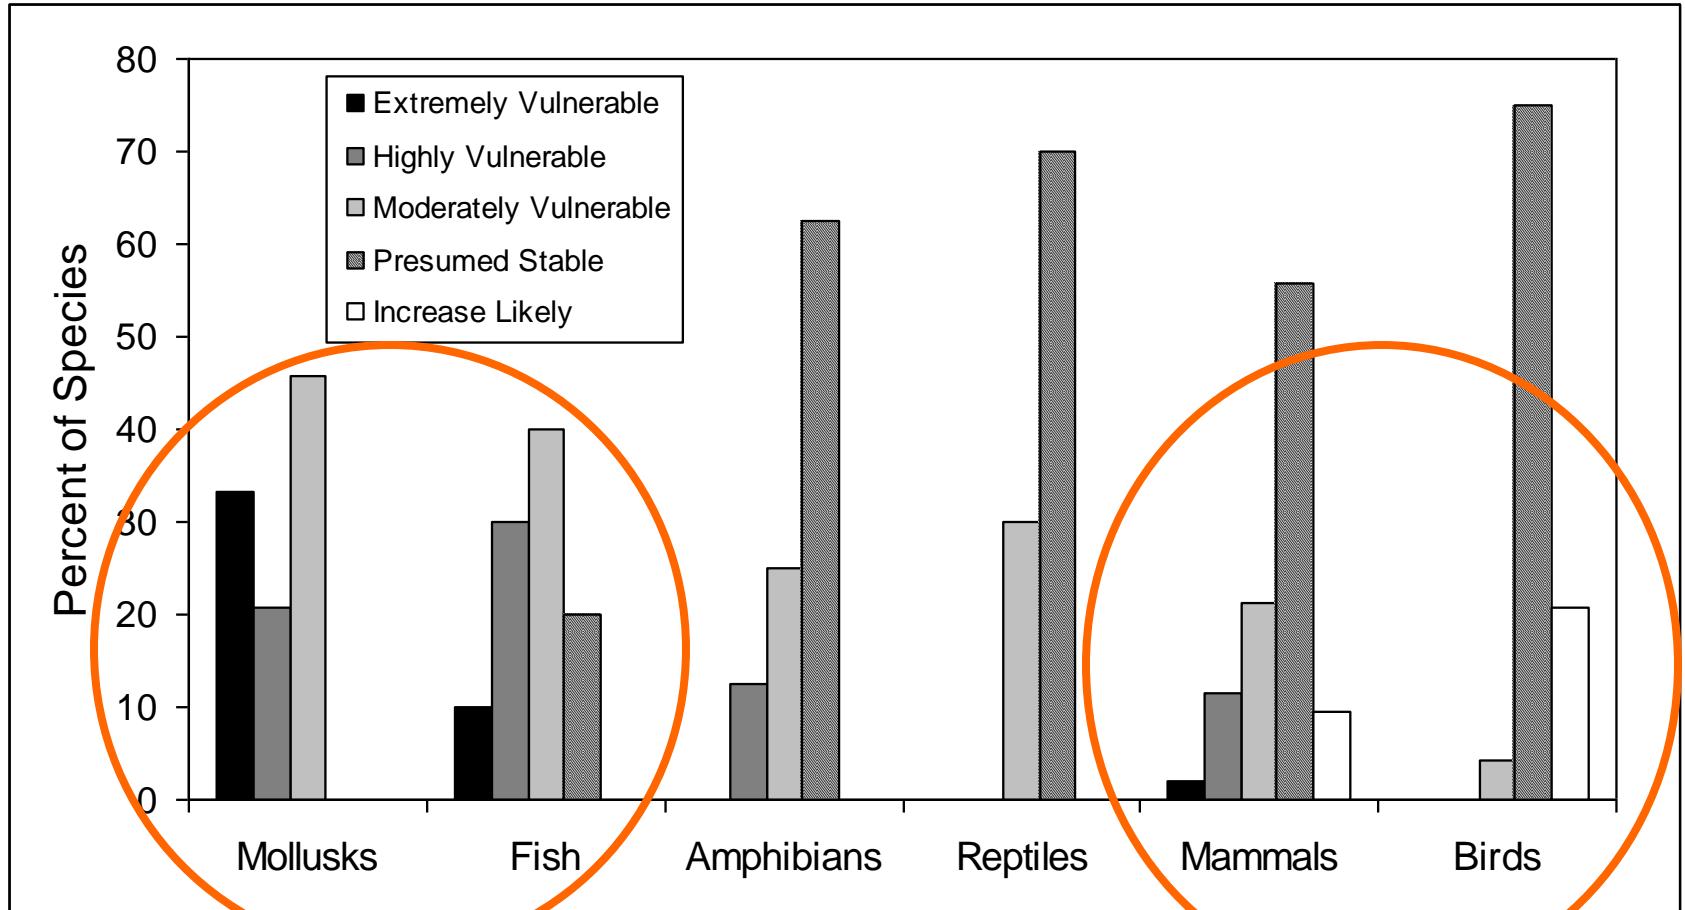 80
70
60
50
40
30
20
10
0
Percent of Species
Extremely Vulnerable
Highly Vulnerable
Moderately Vulnerable
Presumed Stable
Increase Likely
Mollusks Fish Amphibians Reptiles Mammals Birds